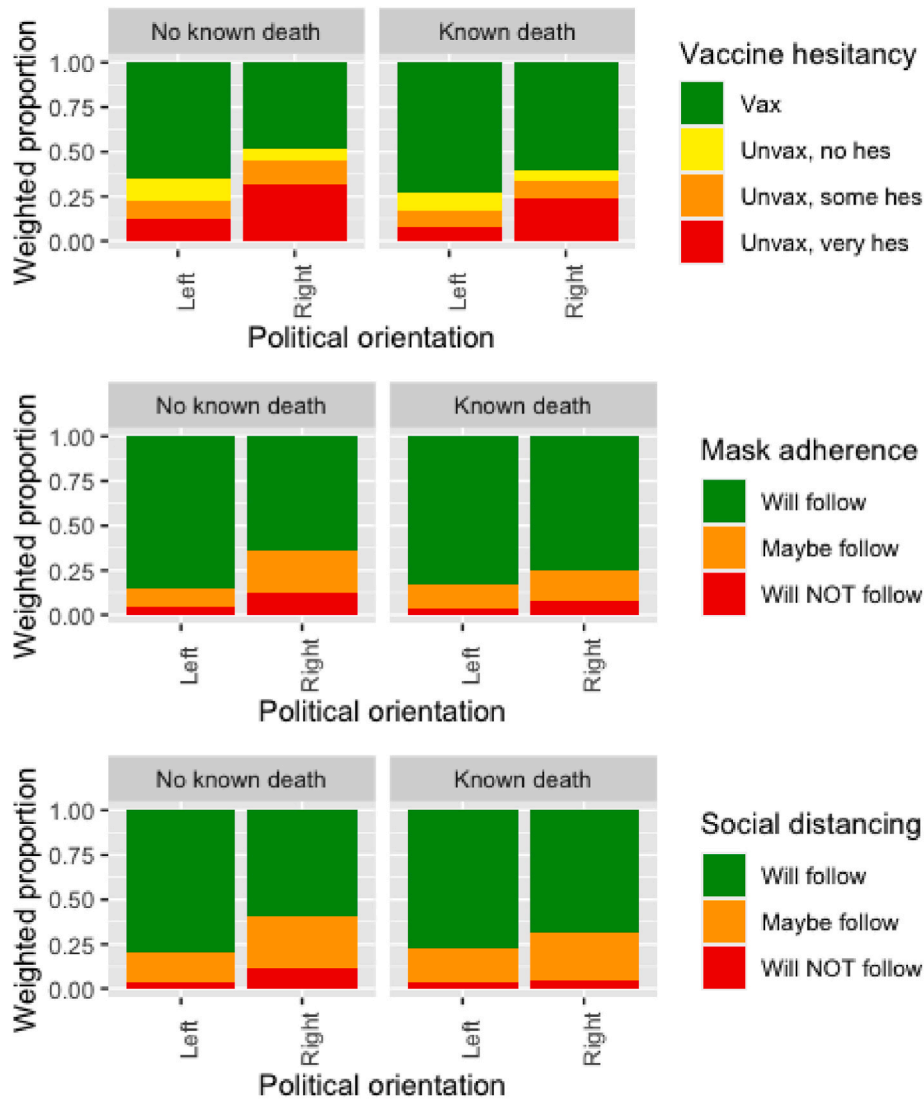 No known death Known death
Weighted proportion
1.00
0.75
0.50
0.25
0.00
Left Right Left Right
Political orientation
Vaccine hesitancy
Vax
Unvax, no hes
Unvax, some hes
Unvax, very hes
No known death Known death
Weighted proportion
1.00
0.75
0.50
0.25
0.00
Left Right Left Right
Political orientation
Mask adherence
Will follow
Maybe follow
Will NOT follow
No known death Known death
Weighted proportion
1.00
0.75
0.50
0.25
0.00
Left Right Left Right
Political orientation
Social distancing
Will follow
Maybe follow
Will NOT follow